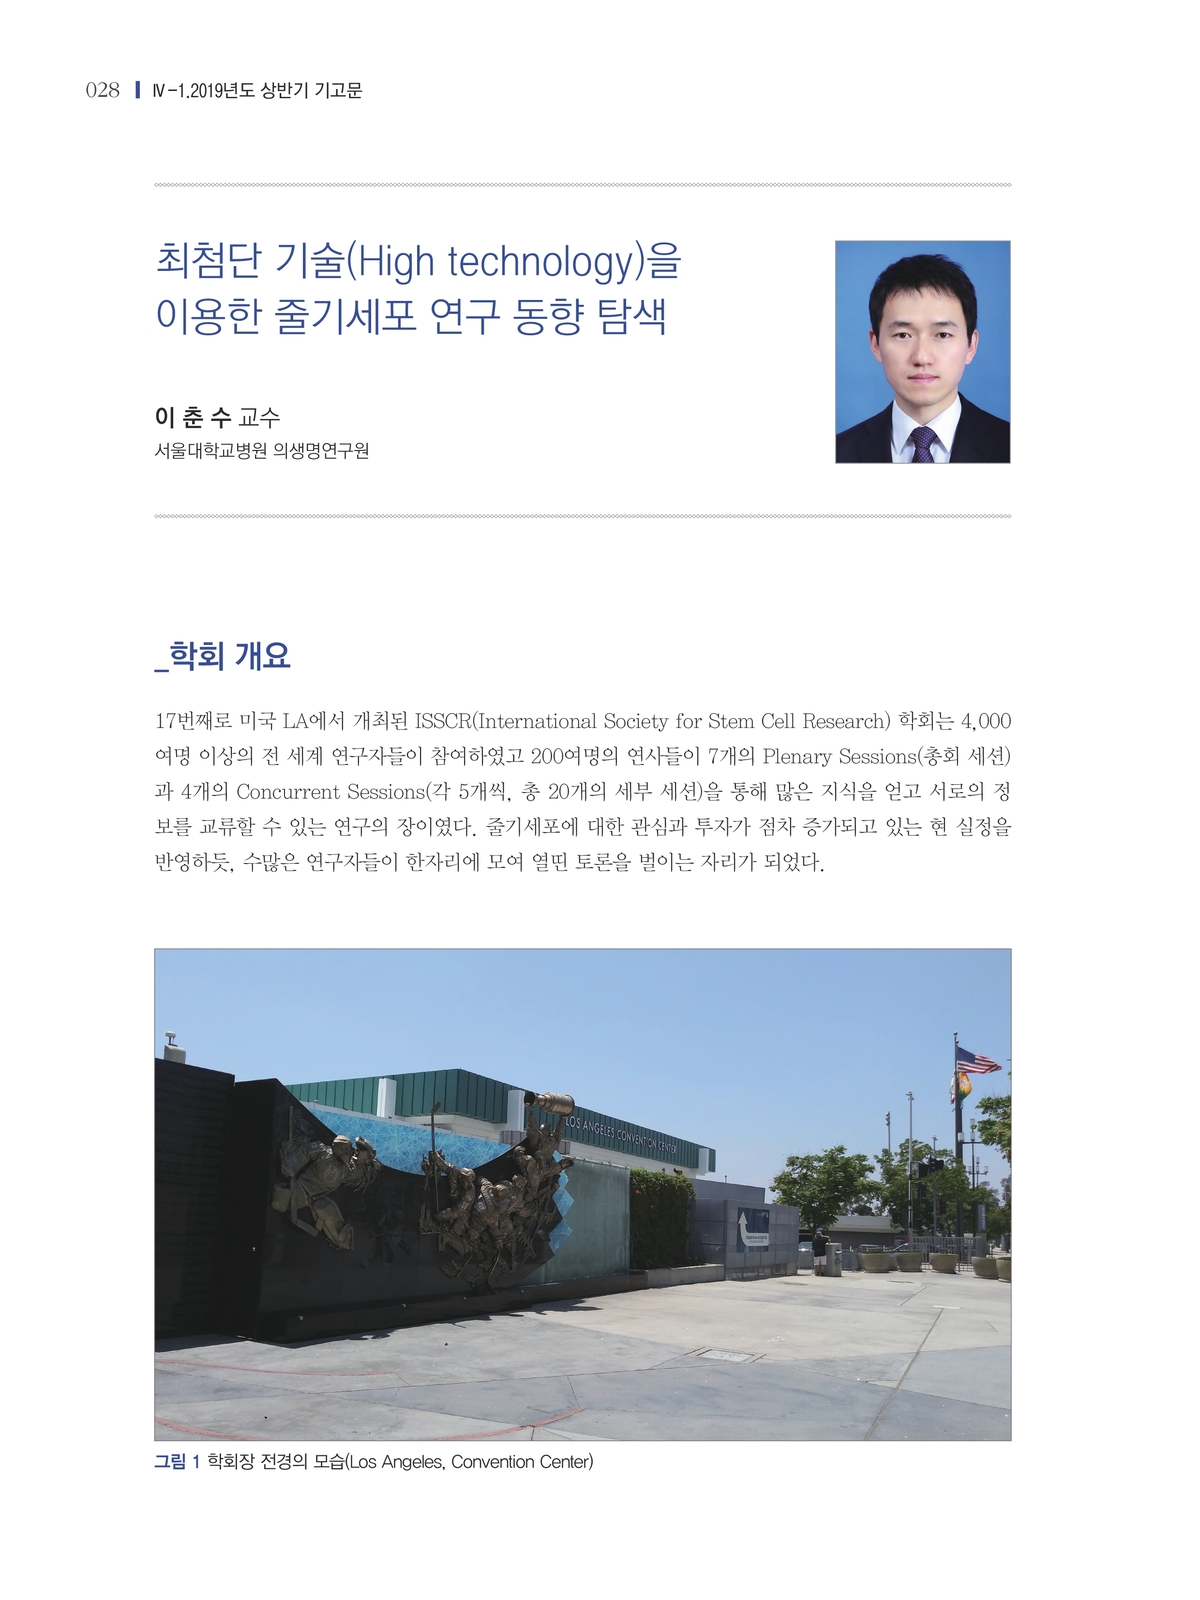 028 Ⅳ-1.2019년도 상반기 기고문
최첨단 기술(High technology)을
이용한 줄기세포 연구 동향 탐색
이 춘 수 교수
서울대학교병원 의생명연구원
_학회 개요
17번째로 미국 LA에서 개최된 ISSCR(International Society for Stem Cell Research) 학회는 4,000
여명 이상의 전 세계 연구자들이 참여하였고 200여명의 연사들이 7개의 Plenary Sessions(총회 세션)
과 4개의 Concurrent Sessions(각 5개씩, 총 20개의 세부 세션)을 통해 많은 지식을 얻고 서로의 정
보를 교류할 수 있는 연구의 장이였다. 줄기세포에 대한 관심과 투자가 점차 증가되고 있는 현 실정을
반영하듯, 수많은 연구자들이 한자리에 모여 열띤 토론을 벌이는 자리가 되었다.
LOS ANGELES CONVENTION CENTER
그림 1 학회장 전경의 모습(Los Angeles, Convention Center)